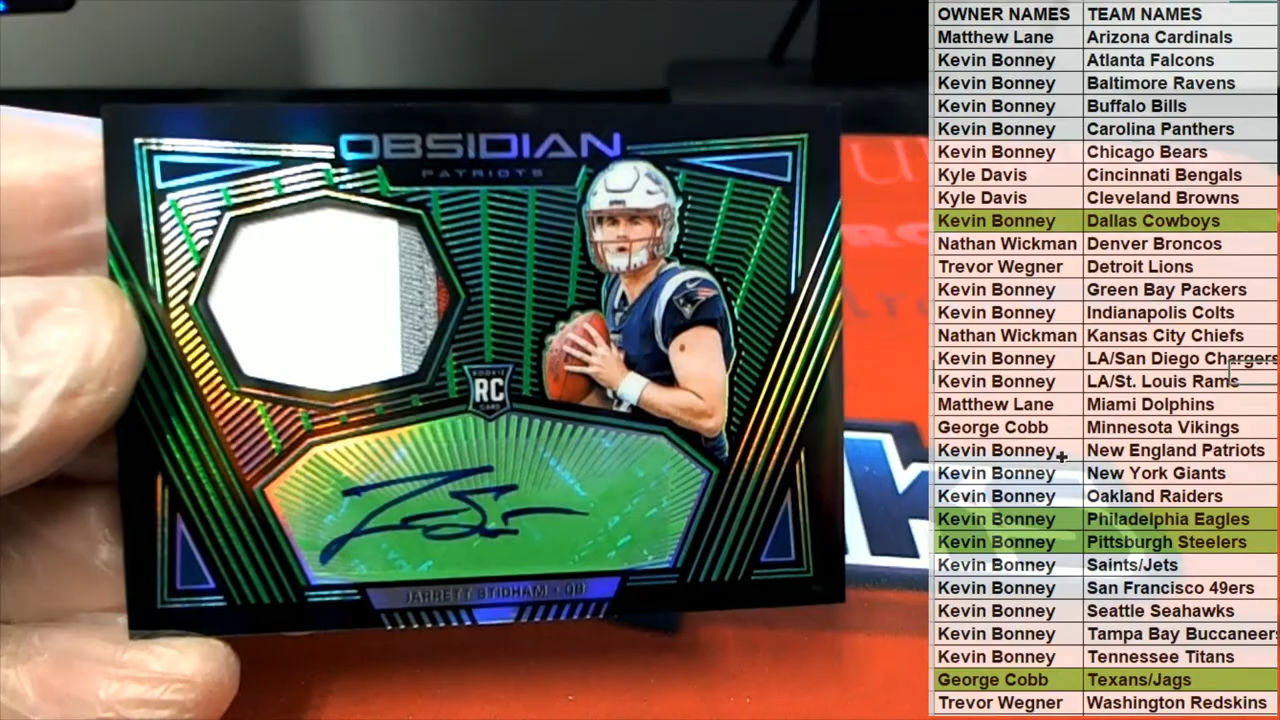 OBSIDIAN
PATRIOTS
ROOKIE
RC
CARD
JARRETT STIDHAM • QB
OWNER NAMES TEAM NAMES
Matthew Lane Arizona Cardinals
Kevin Bonney Atlanta Falcons
Kevin Bonney Baltimore Ravens
Kevin Bonney Buffalo Bills
Kevin Bonney Carolina Panthers
Kevin Bonney Chicago Bears
Kyle Davis Cincinnati Bengals
Kyle Davis Cleveland Browns
Kevin Bonney Dallas Cowboys
Nathan Wickman Denver Broncos
Trevor Wegner Detroit Lions
Kevin Bonney Green Bay Packers
Kevin Bonney Indianapolis Colts
Nathan Wickman Kansas City Chiefs
Kevin Bonney LA/San Diego Chargers
Kevin Bonney LA/St. Louis Rams
Matthew Lane Miami Dolphins
George Cobb Minnesota Vikings
Kevin Bonney New England Patriots
Kevin Bonney New York Giants
Kevin Bonney Oakland Raiders
Kevin Bonney Philadelphia Eagles
Kevin Bonney Pittsburgh Steelers
Kevin Bonney Saints/Jets
Kevin Bonney San Francisco 49ers
Kevin Bonney Seattle Seahawks
Kevin Bonney Tampa Bay Buccaneers
Kevin Bonney Tennessee Titans
George Cobb Texans/Jags
Trevor Wegner Washington Redskins